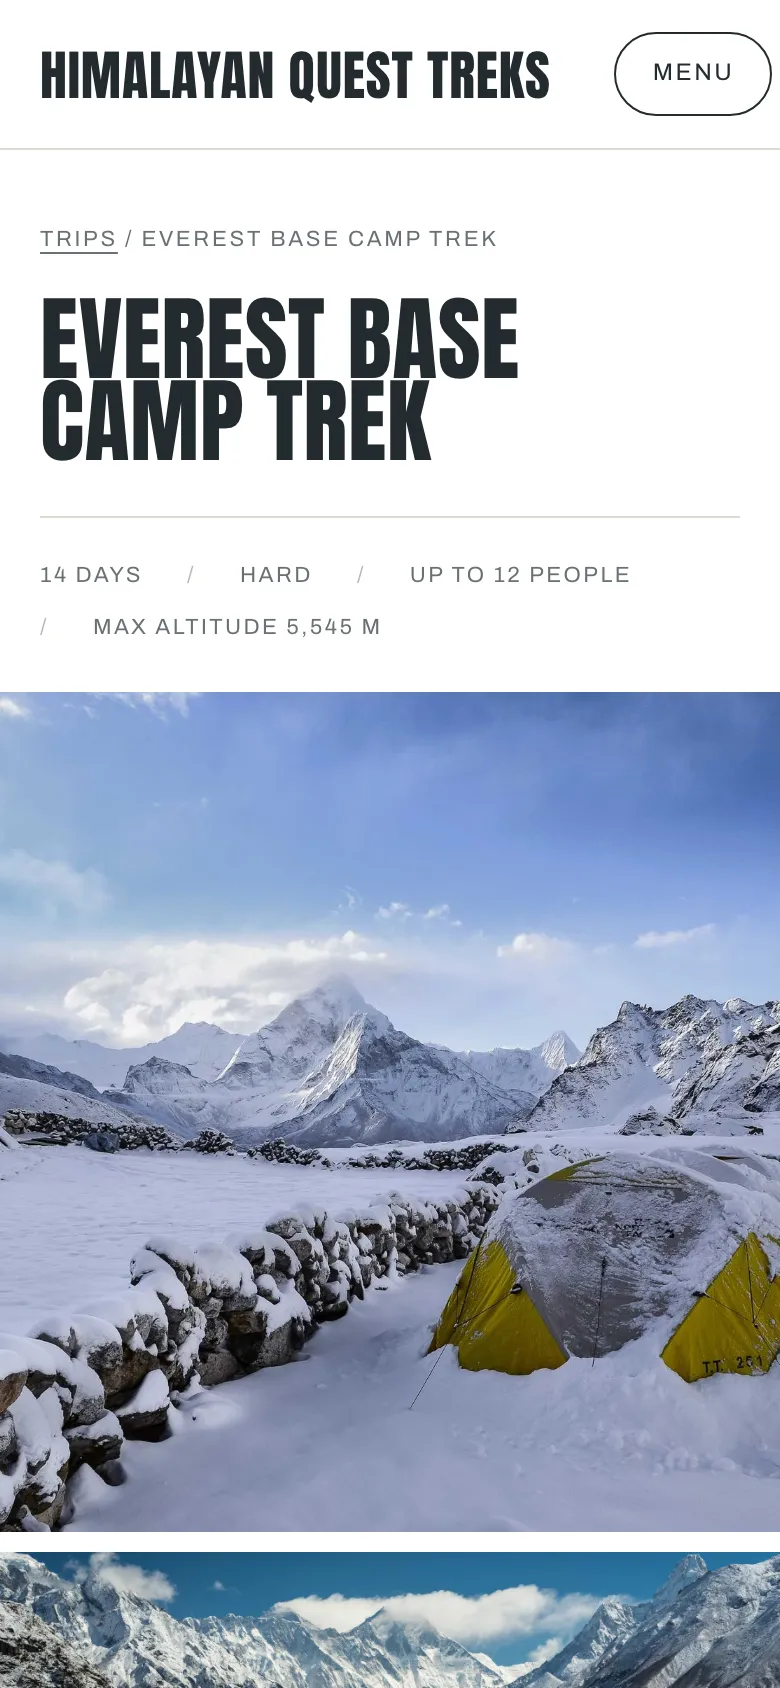 HIMALAYAN QUEST TREKS MENU
TRIPS / EVEREST BASE CAMP TREK
EVEREST BASE
CAMP TREK
14 DAYS / HARD / UP TO 12 PEOPLE
/ MAX ALTITUDE 5,545 M